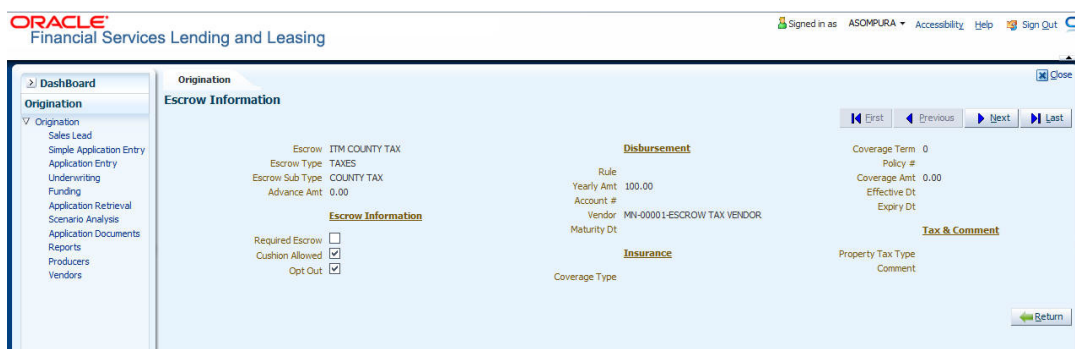 ORACLE®
Financial Services Lending and Leasing
Signed in as ASOMPURA Accessibility Help Sign Out
DashBoard
Origination
Origination
Sales Lead
Simple Application Entry
Application Entry
Underwriting
Funding
Application Retrieval
Scenario Analysis
Application Documents
Reports
Producers
Vendors
Origination
Close
Escrow Information
First Previous Next Last
Escrow ITM COUNTY TAX
Escrow Type TAXES
Escrow Sub Type COUNTY TAX
Advance Amt 0.00
Escrow Information
Required Escrow
Cushion Allowed
Opt Out
Disbursement
Rule
Yearly Amt 100.00
Account #
Vendor MN-00001-ESCROW TAX VENDOR
Maturity Dt
Insurance
Coverage Type
Coverage Term 0
Policy #
Coverage Amt 0.00
Effective Dt
Expiry Dt
Tax & Comment
Property Tax Type
Comment
Return